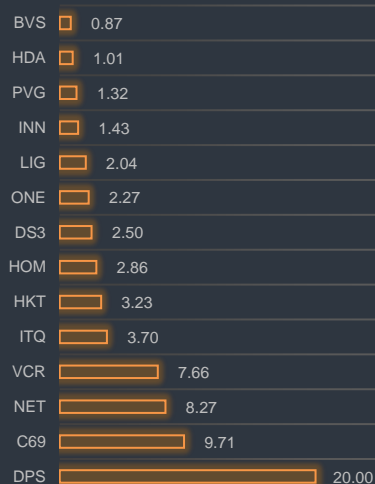 BVS 0.87
HDA 1.01
PVG 1.32
INN 1.43
LIG 2.04
ONE 2.27
DS3 2.50
HOM 2.86
HKT 3.23
ITQ 3.70
VCR 7.66
NET 8.27
C69 9.71
DPS 20.00